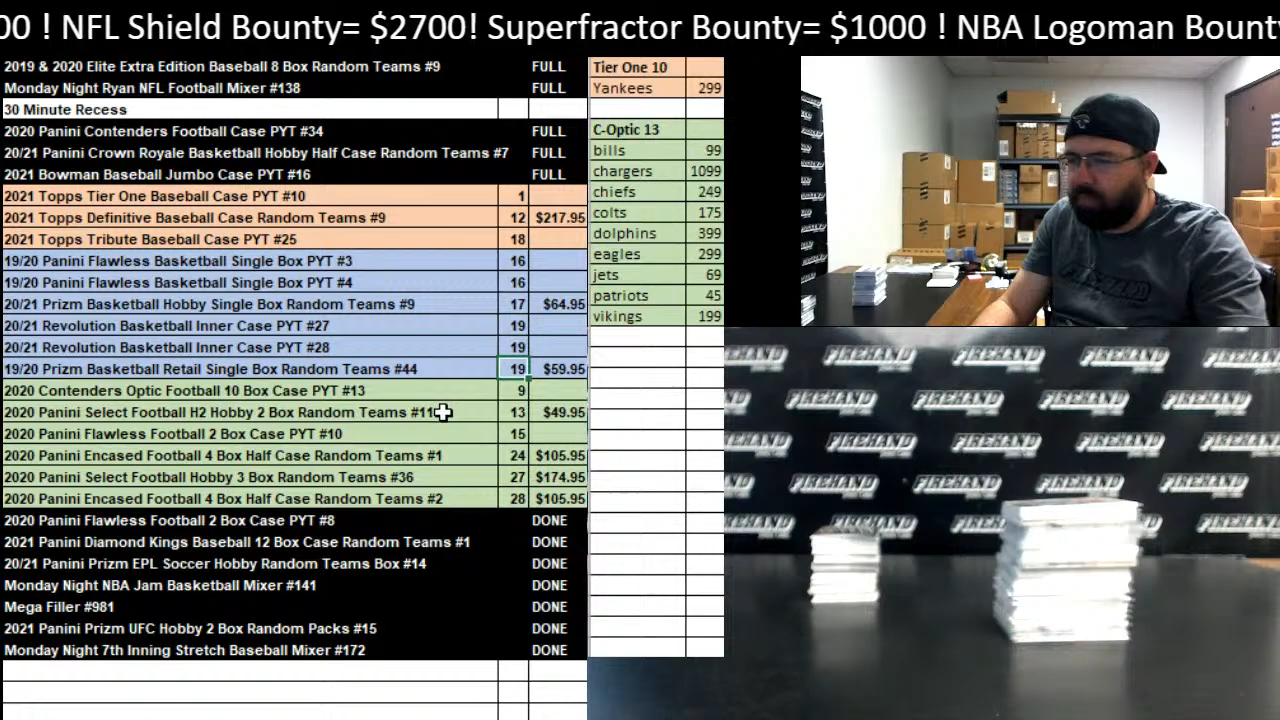 00 ! NFL Shield Bounty= $2700! Superfractor Bounty= $1000 ! NBA Logoman Bount
2019 & 2020 Elite Extra Edition Baseball 8 Box Random Teams #9 FULL
Monday Night Ryan NFL Football Mixer #138 FULL
30 Minute Recess
2020 Panini Contenders Football Case PYT #34 FULL
20/21 Panini Crown Royale Basketball Hobby Half Case Random Teams #7 FULL
2021 Bowman Baseball Jumbo Case PYT #16 FULL
2021 Topps Tier One Baseball Case PYT #10 1
2021 Topps Definitive Baseball Case Random Teams #9 12 $217.95
2021 Topps Tribute Baseball Case PYT #25 18
19/20 Panini Flawless Basketball Single Box PYT #3 16
19/20 Panini Flawless Basketball Single Box PYT #4 16
20/21 Prizm Basketball Hobby Single Box Random Teams #9 17 $64.95
20/21 Revolution Basketball Inner Case PYT #27 19
20/21 Revolution Basketball Inner Case PYT #28 19
19/20 Prizm Basketball Retail Single Box Random Teams #44 19 $59.95
2020 Contenders Optic Football 10 Box Case PYT #13 9
2020 Panini Select Football H2 Hobby 2 Box Random Teams #11 13 $49.95
2020 Panini Flawless Football 2 Box Case PYT #10 15
2020 Panini Encased Football 4 Box Half Case Random Teams #1 24 $105.95
2020 Panini Select Football Hobby 3 Box Random Teams #36 27 $174.95
2020 Panini Encased Football 4 Box Half Case Random Teams #2 28 $105.95
2020 Panini Flawless Football 2 Box Case PYT #8 DONE
2021 Panini Diamond Kings Baseball 12 Box Case Random Teams #1 DONE
20/21 Panini Prizm EPL Soccer Hobby Random Teams Box #14 DONE
Monday Night NBA Jam Basketball Mixer #141 DONE
Mega Filler #981 DONE
2021 Panini Prizm UFC Hobby 2 Box Random Packs #15 DONE
Monday Night 7th Inning Stretch Baseball Mixer #172 DONE
Tier One 10
Yankees 299
C-Optic 13
bills 99
chargers 1099
chiefs 249
colts 175
dolphins 399
eagles 299
jets 69
patriots 45
vikings 199
FIREHAND
FIREHAND FIREHAND FIREHAND FIREHAND
FIREHAND FIREHAND FIREHAND FIREHAND
FIREHAND FIREHAND FIREHAND FIREHAND
FIREHAND FIREHAND FIREHAND FIREHAND